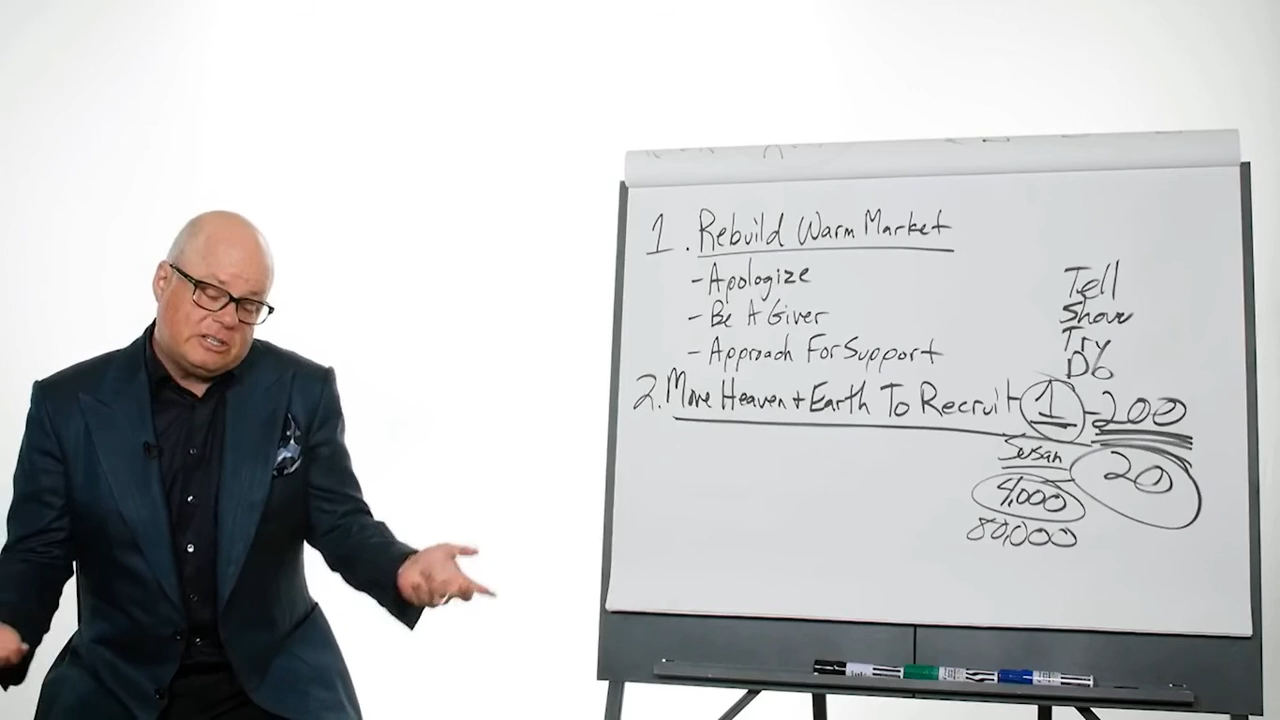 1. Rebuild Warm Market
- Apologize
- Be A Giver
- Approach For Support
Tell
Show
Try
Do
2. Move Heaven + Earth To Recruit 1 - 200
Susan
20
4,000
80,000